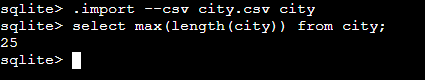 sqlite> .import --csv city.csv city
sqlite> select max(length(city)) from city;
25
sqlite>